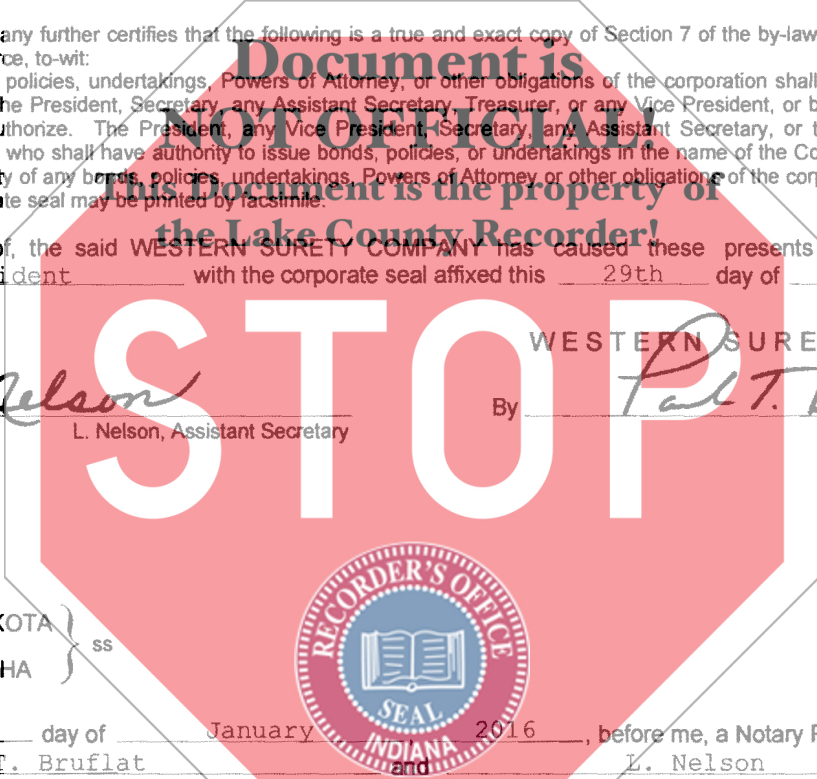 any further certifies that the following is a true and exact copy of Section 7 of the by-law
ce, to-wit:
Document is
policies, undertakings, Powers of Attorney, or other obligations of the corporation shall
he President, Secretary, any Assistant Secretary, Treasurer, or any Vice President, or b
uthorize. The President, any Vice President, Secretary, any Assistant Secretary, or t
NOT OFFICIAL!
who shall have authority to issue bonds, policies, or undertakings in the name of the Co
y of any bonds, policies, undertakings, Powers of Attorney or other obligations of the corp
This Document is the property of
te seal may be printed by facsimile.
the Lake County Recorder!
f, the said WESTERN SURETY COMPANY has caused these presents
ident with the corporate seal affixed this 29th day of
STOP
WESTERN SURE
Nelson
By Paul T.
L. Nelson, Assistant Secretary
RECORDER'S OFFICE
KOTA
ss
HA
SEAL
INDIANA
day of January 2016, before me, a Notary P
T. Bruflat and L. Nelson